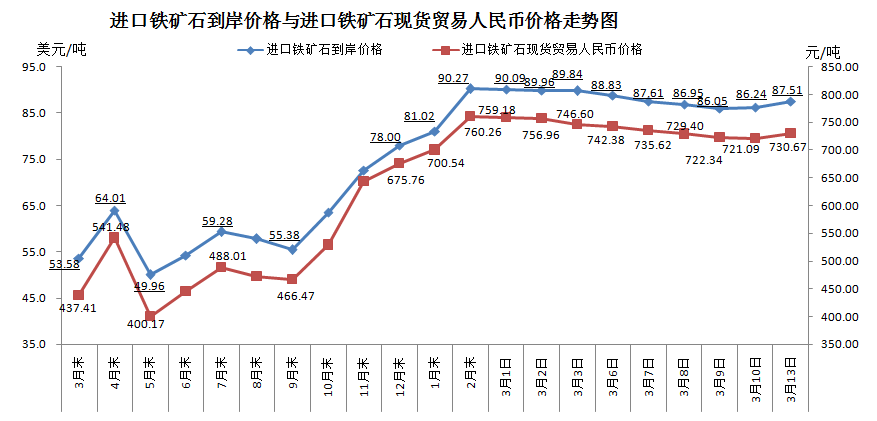 进口铁矿石到岸价格与进口铁矿石现货贸易人民币价格走势图
美元/吨
进口铁矿石到岸价格
进口铁矿石现货贸易人民币价格
元/吨
95.0
85.0
75.0
65.0
55.0
45.0
35.0
850.00
800.00
750.00
700.00
650.00
600.00
550.00
500.00
450.00
400.00
350.00
53.58
64.01
49.96
59.28
55.38
78.00
81.02
90.27
90.09
89.96
89.84
88.83
87.61
86.95
86.05
86.24
87.51
437.41
541.48
400.17
488.01
466.47
675.76
700.54
760.26
759.18
756.96
746.60
742.38
735.62
729.40
722.34
721.09
730.67
3月末
4月末
5月末
6月末
7月末
8月末
9月末
10月末
11月末
12月末
1月末
2月末
3月1日
3月2日
3月3日
3月6日
3月7日
3月8日
3月9日
3月10日
3月13日